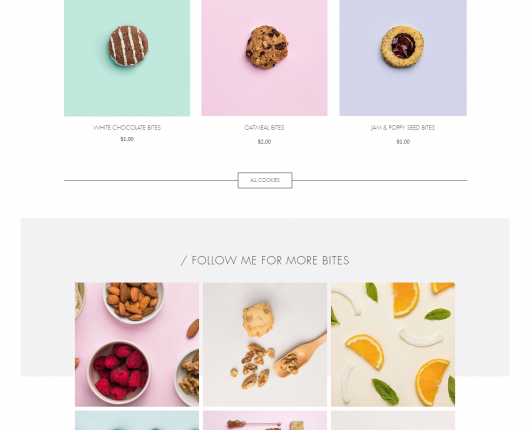 WHITE CHOCOLATE BITES
$1.00
OATMEAL BITES
$2.00
JAM & POPPY SEED BITES
$1.00
ALL COOKIES
/ FOLLOW ME FOR MORE BITES